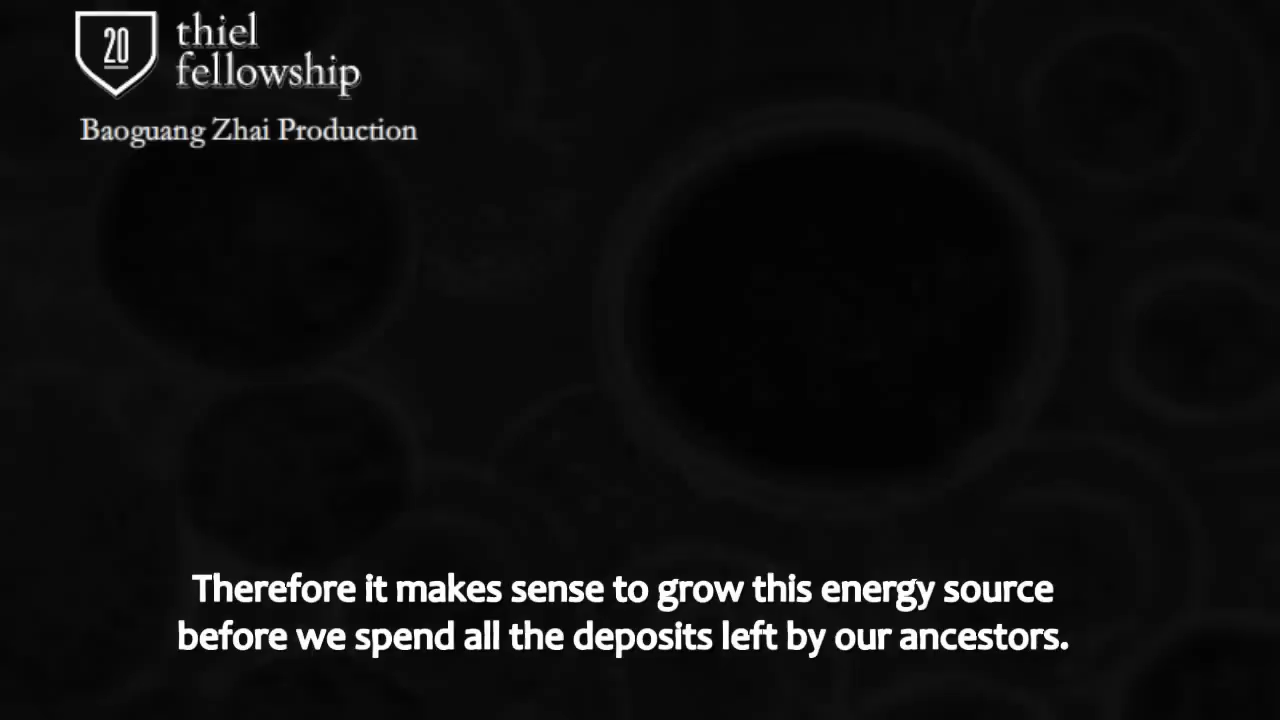 20
thiel
fellowship
Baoguang Zhai Production
Therefore it makes sense to grow this energy source
before we spend all the deposits left by our ancestors.